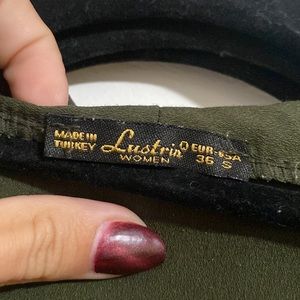 MADE IN
TURKEY
Lustrin
WOMEN
EUR USA
36 S